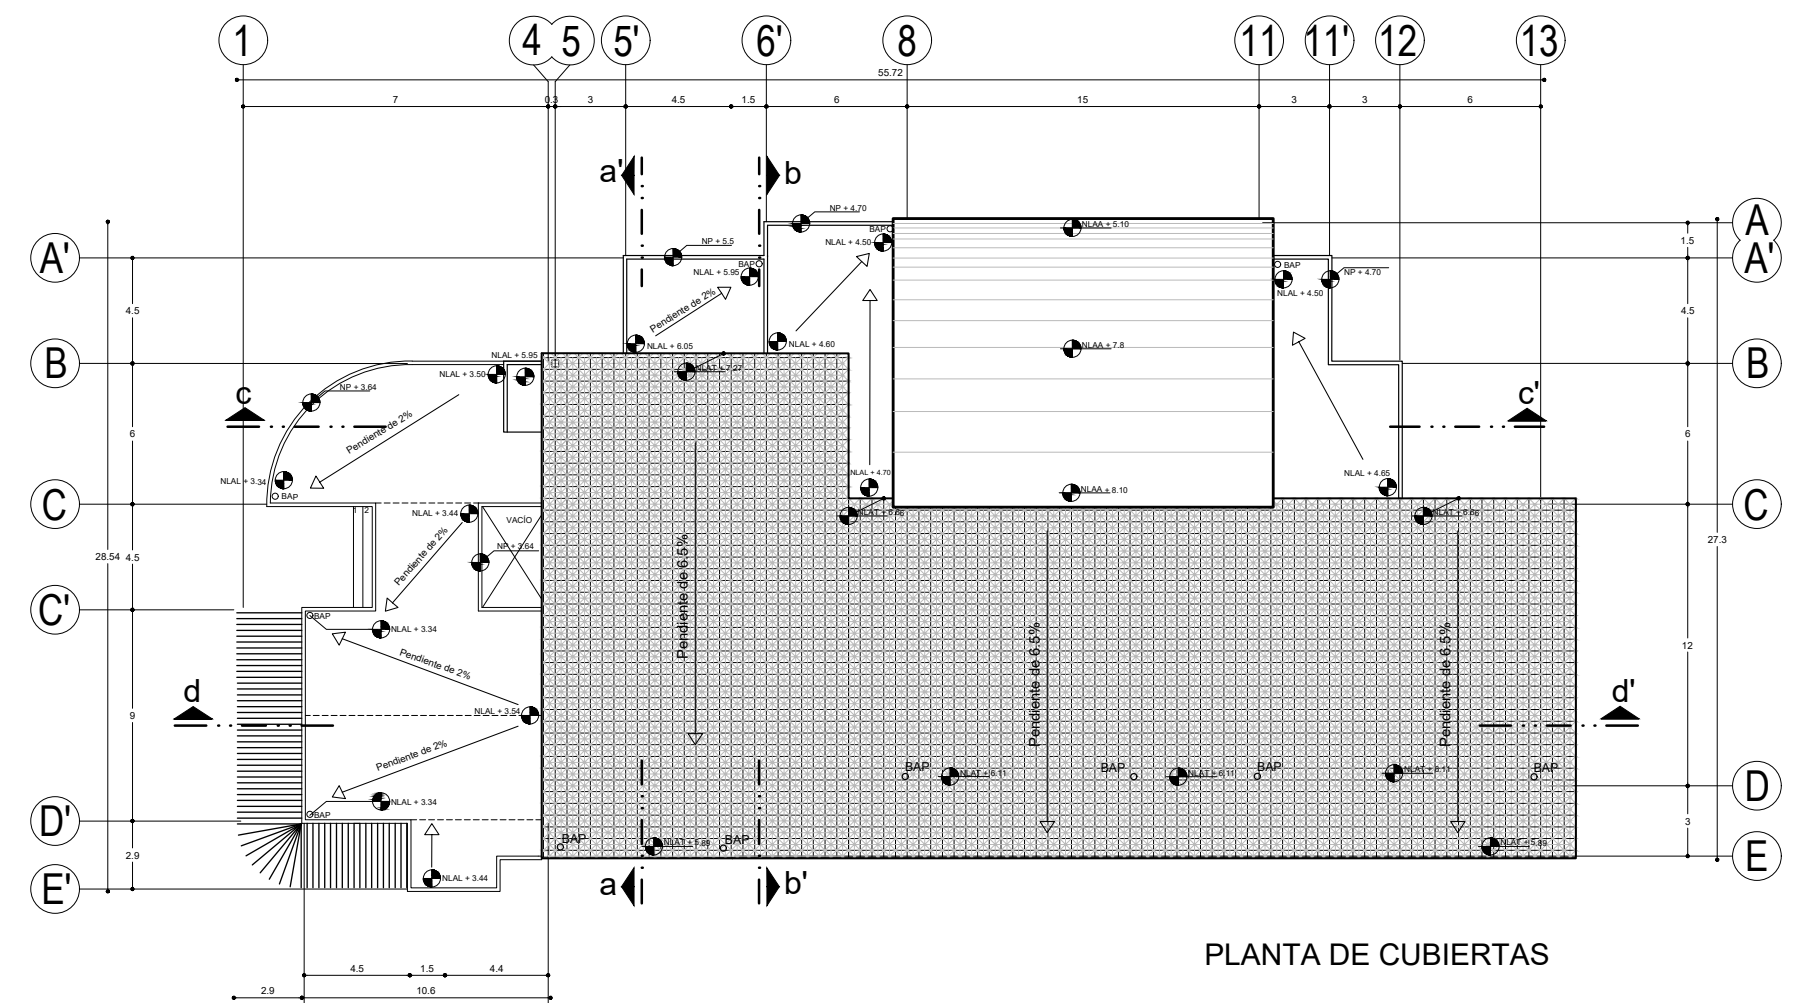 1 4 5 5' 6' 8 11 11' 12 13
55.72
7 0.3 3 4.5 1.5 6 15 3 3 6
a' b
A
A'
A'
1.5
4.5
B
B
6
6
C
C
4.5
28.54
27.3
C'
12
9
D
D'
3
2.9
E
E'
NP + 4.70
NP + 5.5
BAP
NLAL + 4.50
NLAA + 5.10
BAP
NLAL + 5.95
BAP
NP + 4.70
NLAL + 4.50
Pendiente de 2%
NLAL + 6.05
NLAL + 4.60
NLAA + 7.8
NLAL + 5.95
NLAL + 3.50
NLAT + 7.27
NP + 3.64
c
c'
Pendiente de 2%
NLAL + 3.34
BAP
NLAL + 4.70
NLAL + 4.65
NLAA + 8.10
1 2
NLAL + 3.44
VACÍO
NLAT + 6.86
NLAT + 6.86
NP + 3.64
Pendiente de 2%
Pendiente de 6.5%
BAP
NLAL + 3.34
Pendiente de 2%
Pendiente de 6.5%
Pendiente de 6.5%
d
NLAL + 3.54
d'
Pendiente de 2%
BAP
NLAT + 6.11
BAP
NLAT + 6.11
BAP
NLAT + 6.11
BAP
NLAL + 3.34
BAP
BAP
NLAT + 5.89
BAP
NLAT + 5.89
NLAL + 3.44
a b'
PLANTA DE CUBIERTAS
4.5 1.5 4.4
2.9 10.6